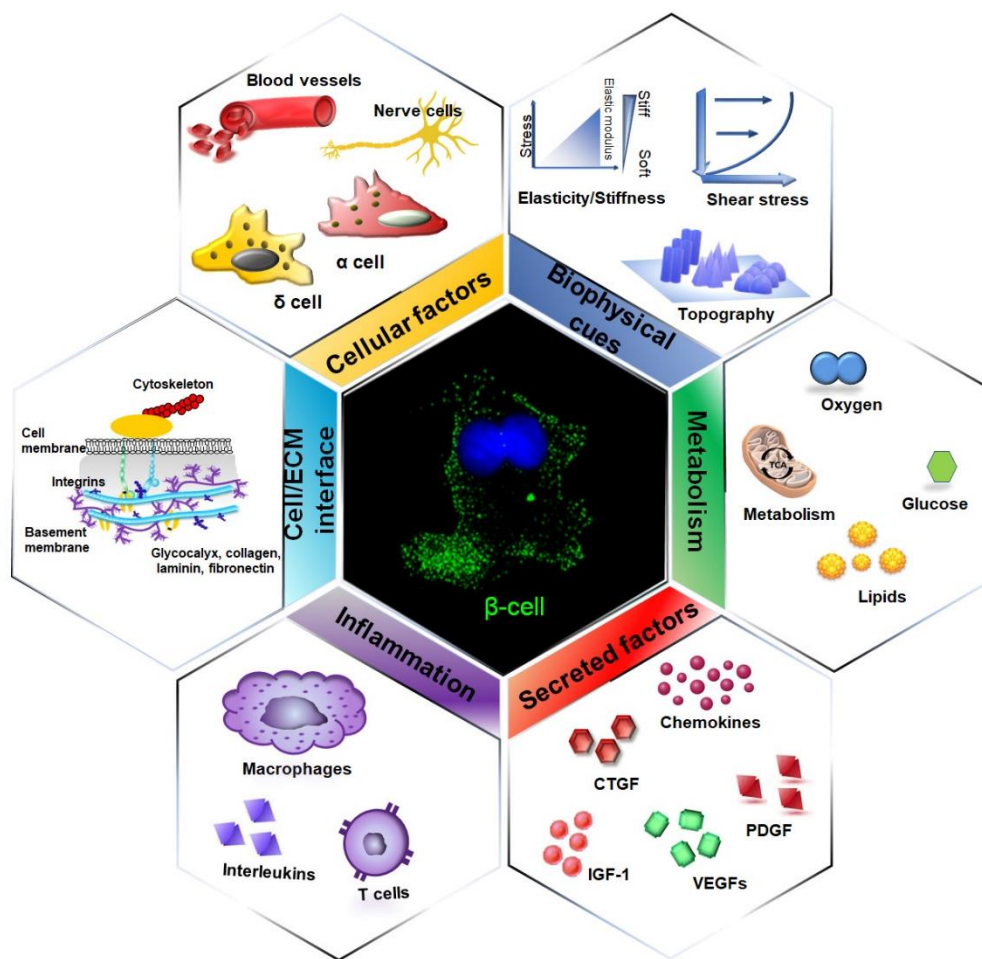 Blood vessels
Nerve cells
α cell
δ cell
Cellular factors
Stress
Elastic modulus
Stiff
Soft
Elasticity/Stiffness
Shear stress
Topography
Biophysical
cues
Cytoskeleton
Cell
membrane
Integrins
Basement
membrane
Glycocalyx, collagen,
laminin, fibronectin
Cell/ECM
interface
β-cell
Metabolism
Oxygen
TCA
Metabolism
Glucose
Lipids
Inflammation
Macrophages
Interleukins
T cells
Secreted factors
Chemokines
CTGF
PDGF
IGF-1
VEGFs